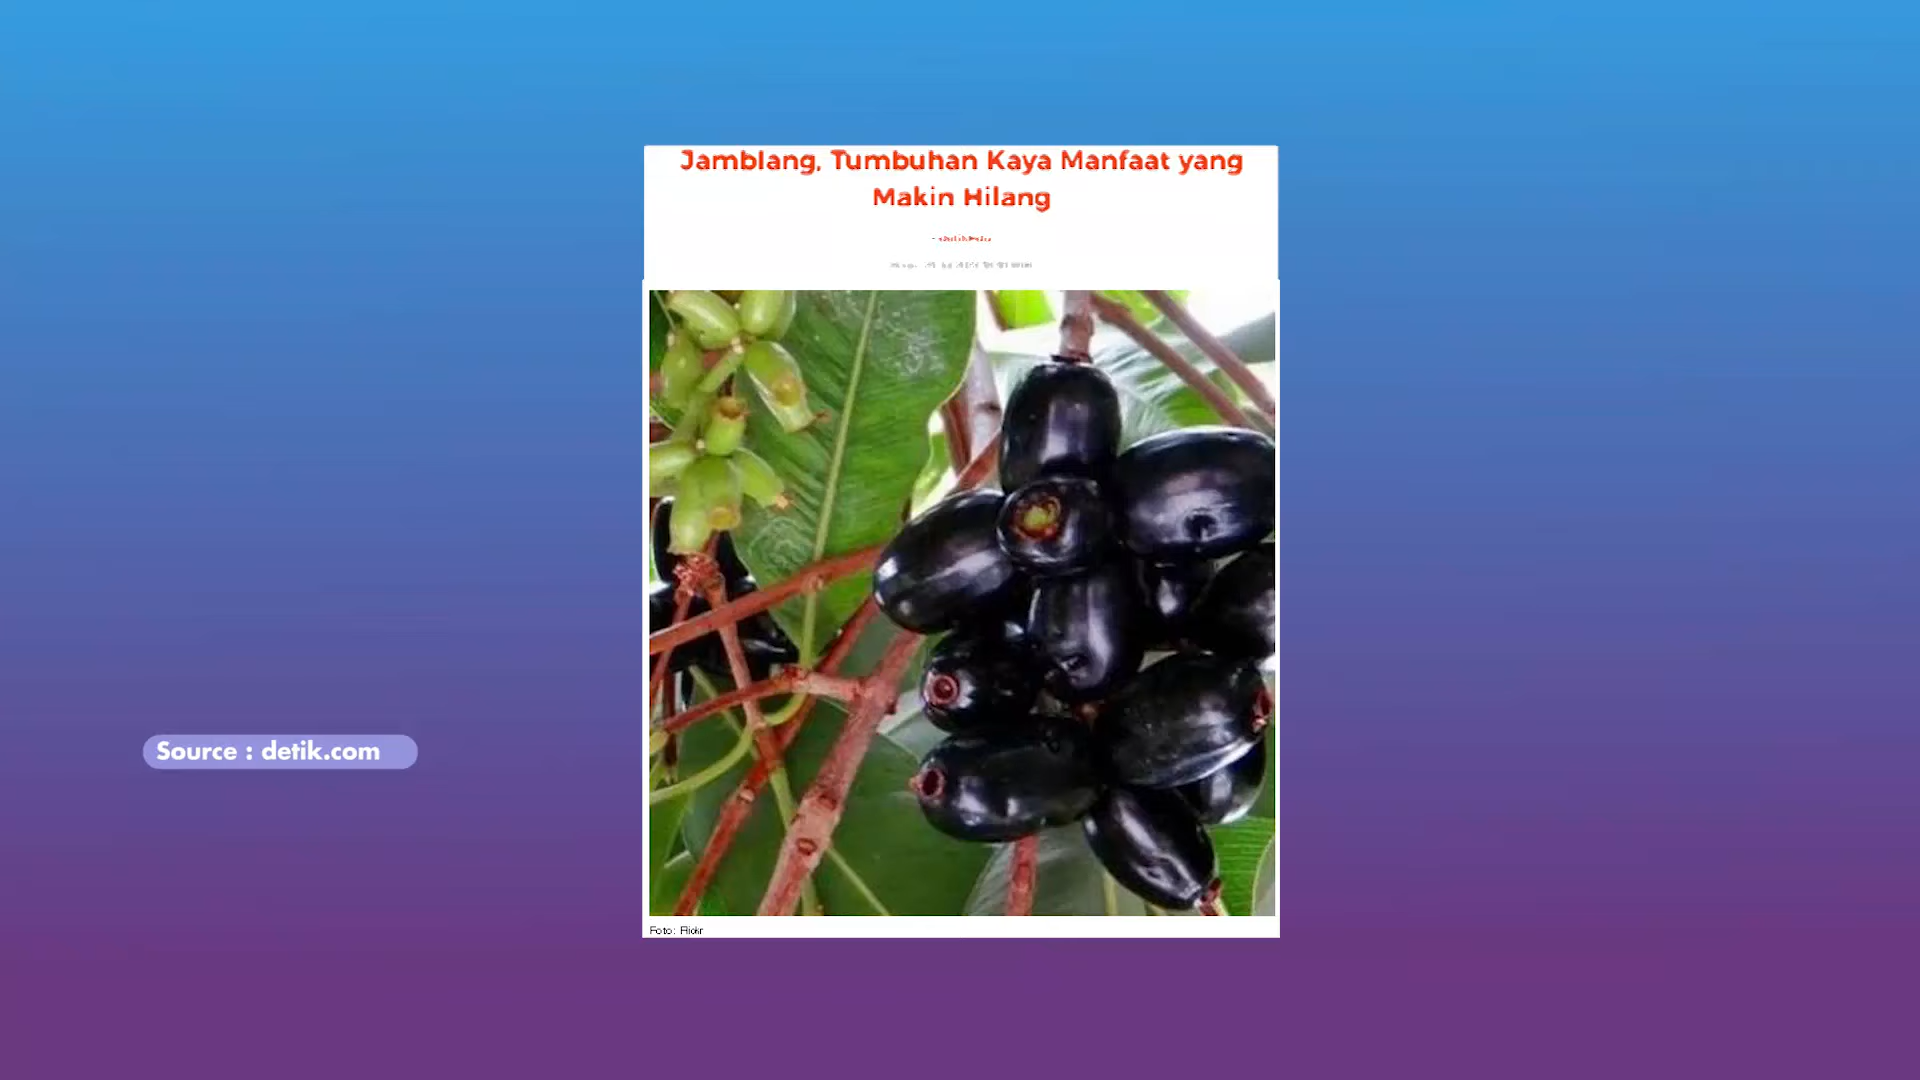 Jamblang, Tumbuhan Kaya Manfaat yang
Makin Hilang
Source : detik.com
Foto: Flickr